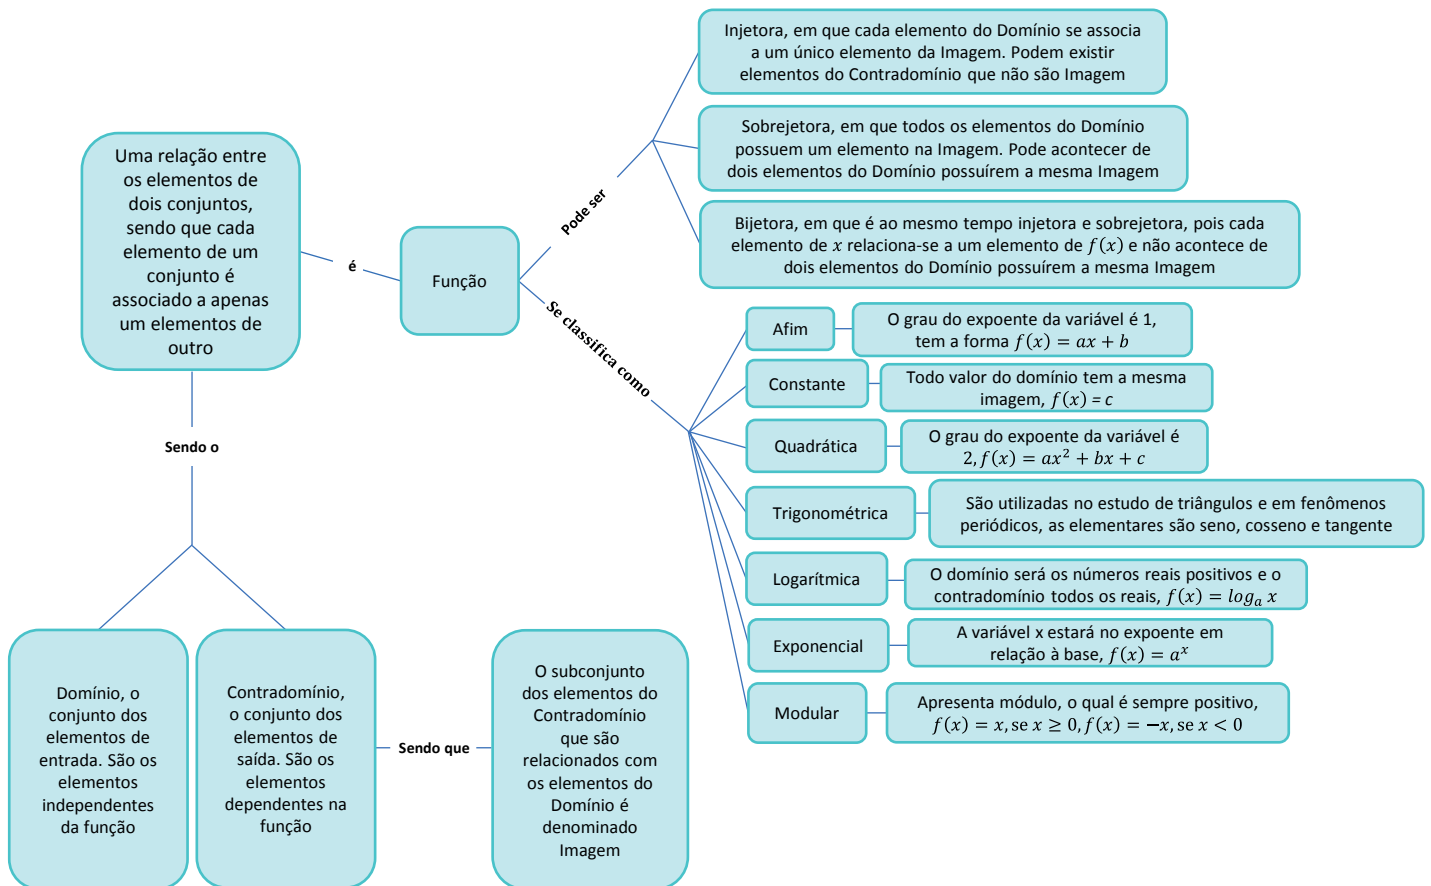 Uma relação entre
os elementos de
dois conjuntos,
sendo que cada
elemento de um
conjunto é
associado a apenas
um elementos de
outro
é
Função
Pode ser
Injetora, em que cada elemento do Domínio se associa
a um único elemento da Imagem. Podem existir
elementos do Contradomínio que não são Imagem
Sobrejetora, em que todos os elementos do Domínio
possuem um elemento na Imagem. Pode acontecer de
dois elementos do Domínio possuírem a mesma Imagem
Bijetora, em que é ao mesmo tempo injetora e sobrejetora, pois cada
elemento de x relaciona-se a um elemento de f(x) e não acontece de
dois elementos do Domínio possuírem a mesma Imagem
Se classifica como
Afim
O grau do expoente da variável é 1,
tem a forma f(x) = ax + b
Constante
Todo valor do domínio tem a mesma
imagem, f(x) = c
Quadrática
O grau do expoente da variável é
2, f(x) = ax² + bx + c
Trigonométrica
São utilizadas no estudo de triângulos e em fenômenos
periódicos, as elementares são seno, cosseno e tangente
Logarítmica
O domínio será os números reais positivos e o
contradomínio todos os reais, f(x) = logₐ x
Exponencial
A variável x estará no expoente em
relação à base, f(x) = aˣ
Modular
Apresenta módulo, o qual é sempre positivo,
f(x) = x, se x ≥ 0, f(x) = −x, se x < 0
Sendo o
Domínio, o
conjunto dos
elementos de
entrada. São os
elementos
independentes
da função
Contradomínio,
o conjunto dos
elementos de
saída. São os
elementos
dependentes na
função
Sendo que
O subconjunto
dos elementos do
Contradomínio
que são
relacionados com
os elementos do
Domínio é
denominado
Imagem